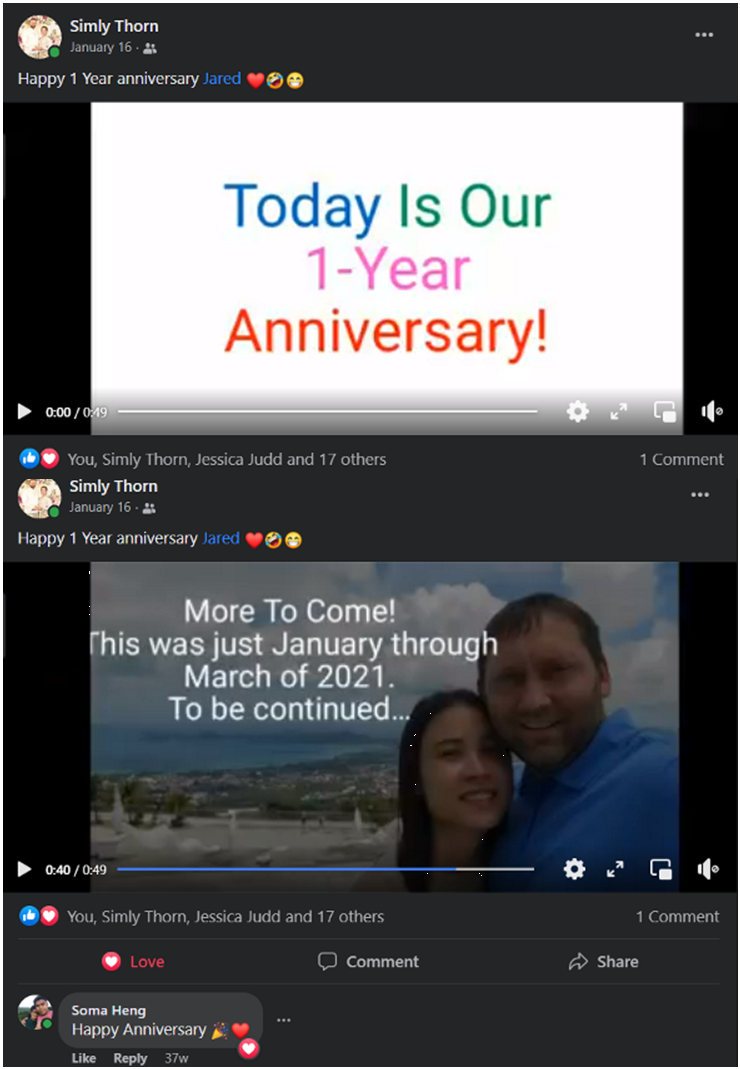 Simly Thorn
January 16 ·
Happy 1 Year anniversary Jared ❤️🤣😁
Today Is Our
1-Year
Anniversary!
0:00 / 0:49
You, Simly Thorn, Jessica Judd and 17 others 1 Comment
Simly Thorn
January 16 ·
Happy 1 Year anniversary Jared ❤️🤣😁
More To Come!
This was just January through
March of 2021.
To be continued...
0:40 / 0:49
You, Simly Thorn, Jessica Judd and 17 others 1 Comment
Love Comment Share
Soma Heng
Happy Anniversary 🎉❤️
Like Reply 37w